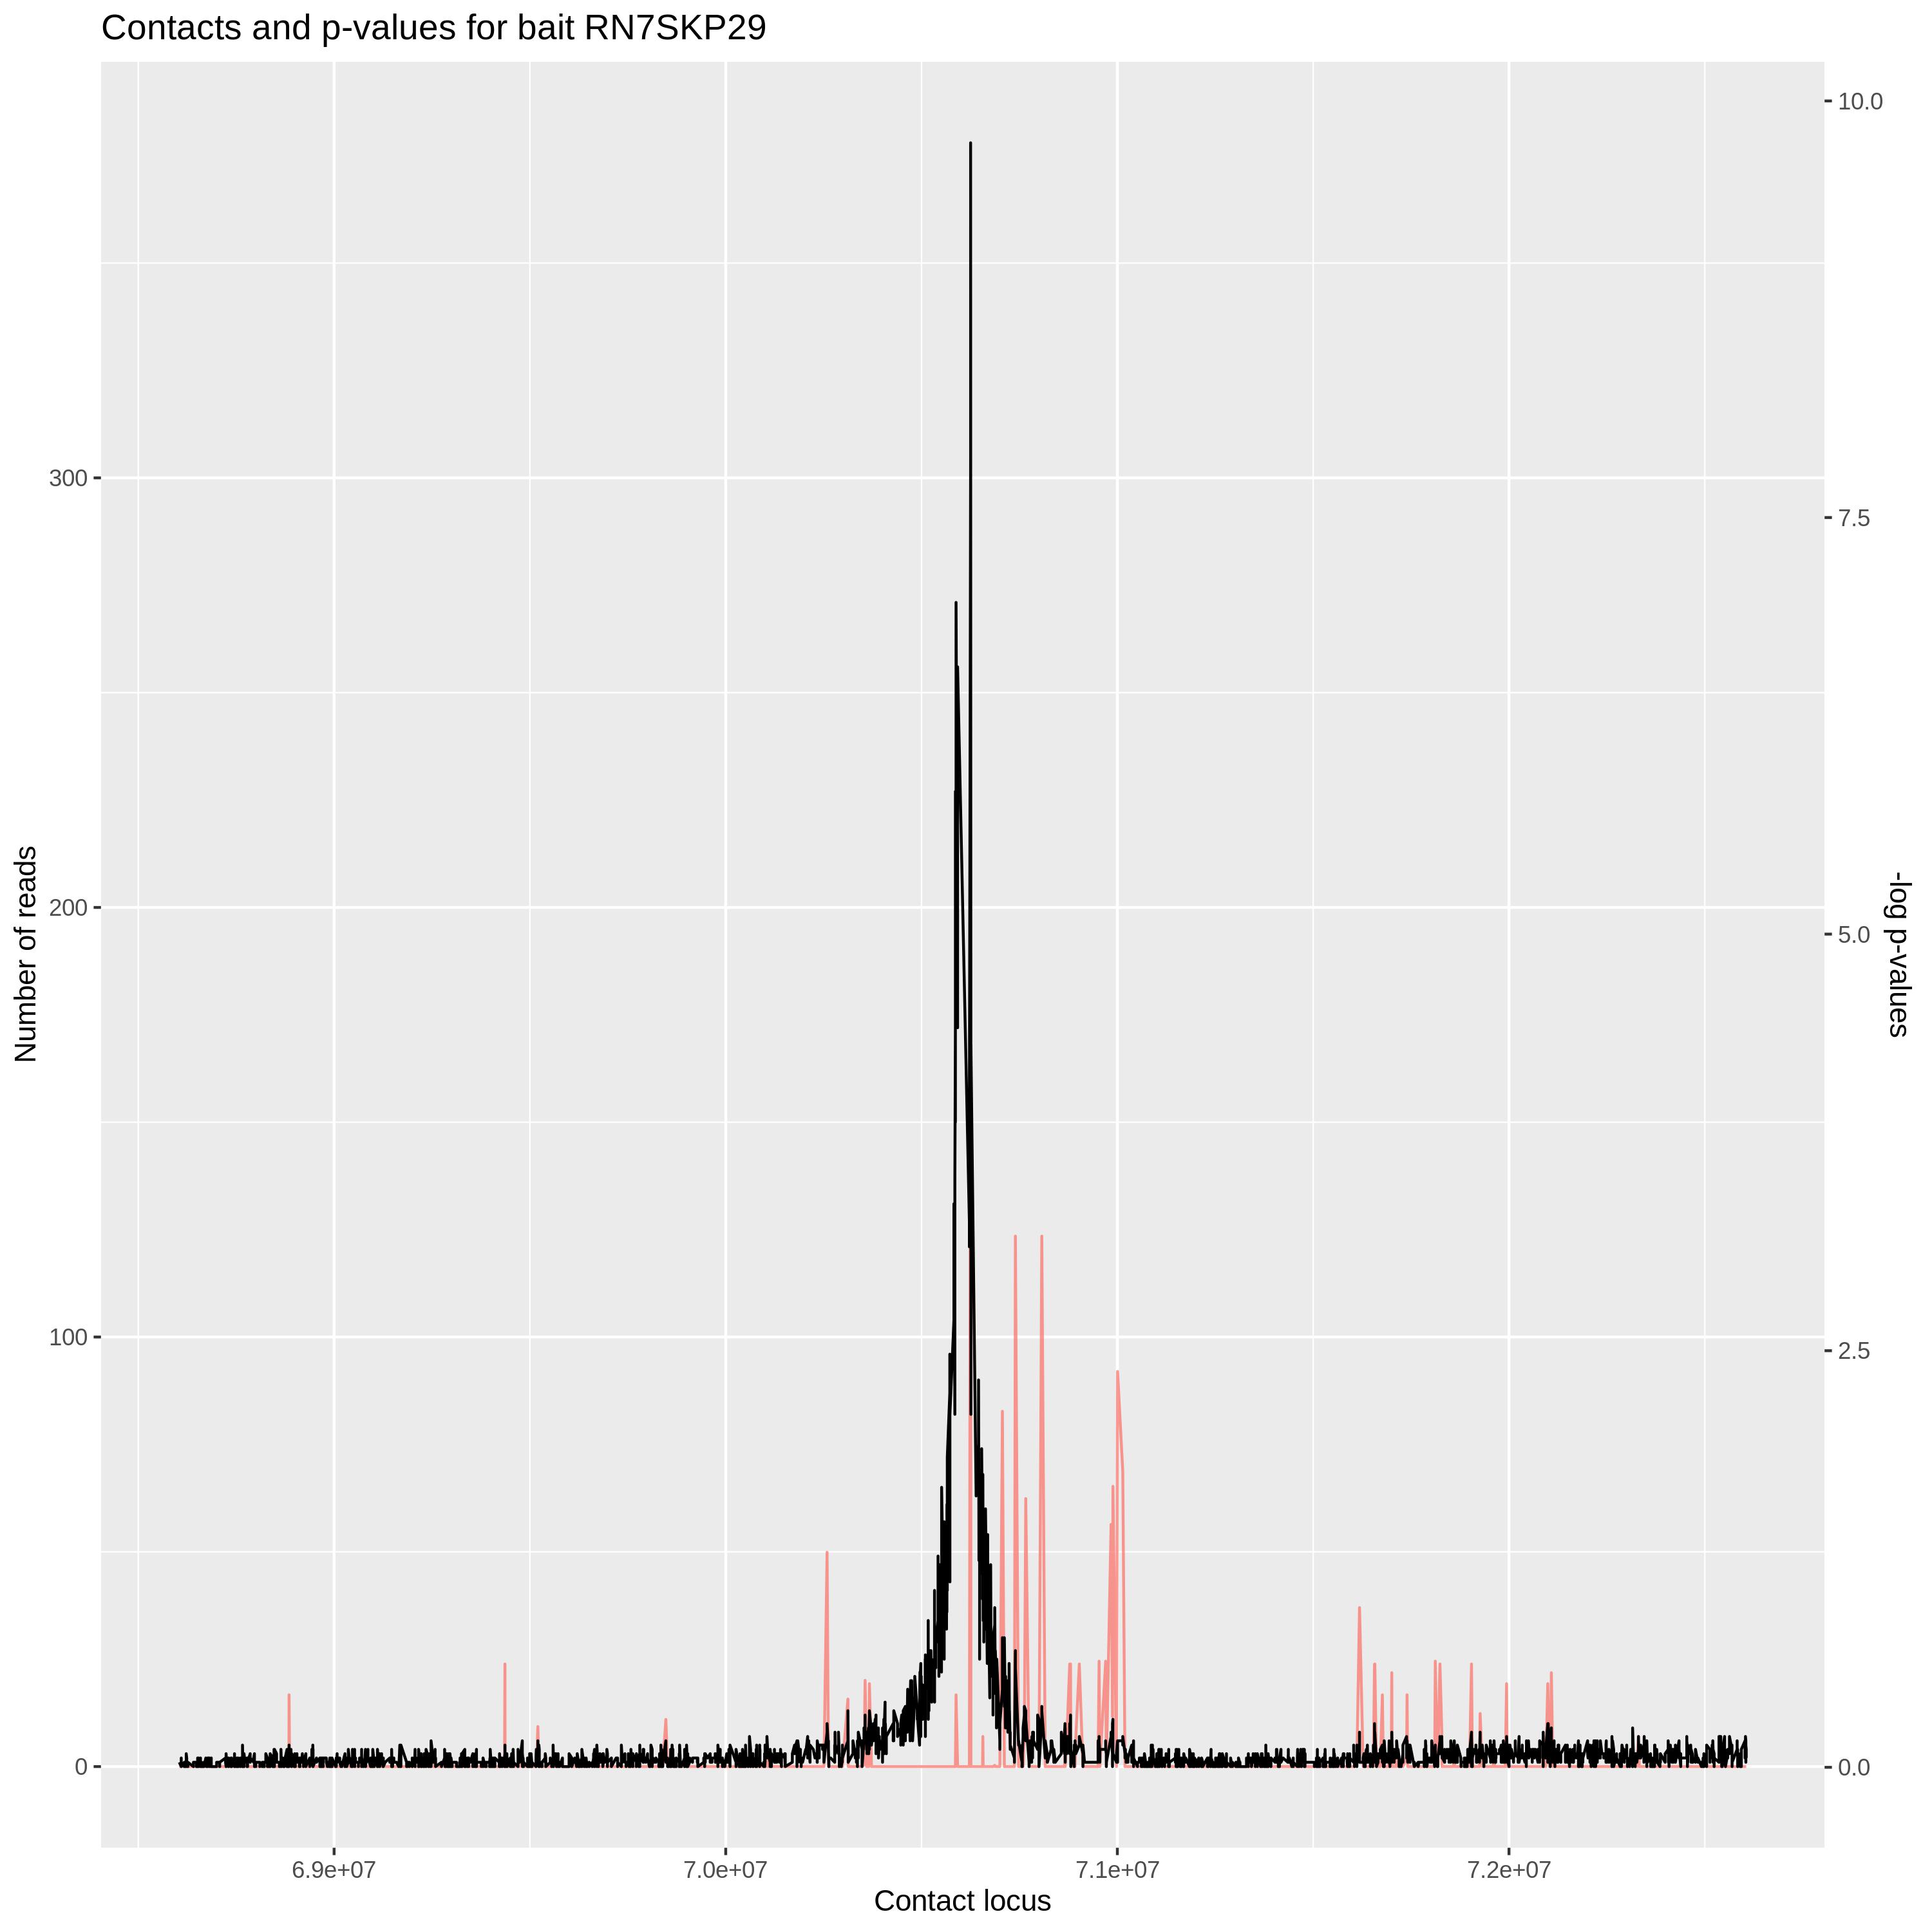 Contacts and p-values for bait RN7SKP29
10.0
300
7.5
200
5.0
Number of reads
-log p-values
100
2.5
0
0.0
6.9e+07
7.0e+07
7.1e+07
7.2e+07
Contact locus